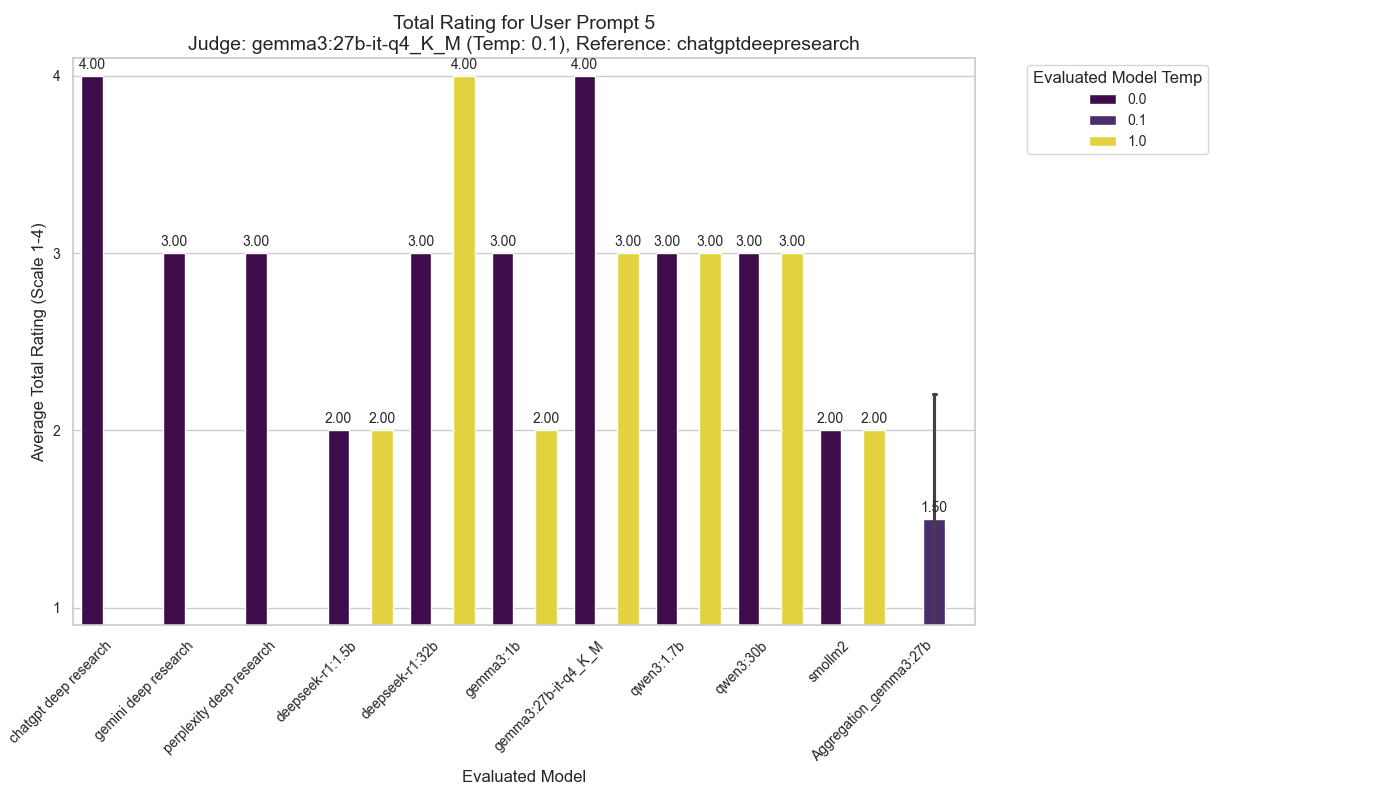 Total Rating for User Prompt 5
Judge: gemma3:27b-it-q4_K_M (Temp: 0.1), Reference: chatgptdeepresearch
Evaluated Model Temp
0.0
0.1
1.0
Average Total Rating (Scale 1-4)
4
3
2
1
4.00
3.00
3.00
2.00
2.00
3.00
4.00
3.00
2.00
4.00
3.00
3.00
3.00
3.00
3.00
2.00
2.00
1.50
chatgpt deep research
gemini deep research
perplexity deep research
deepseek-r1:1.5b
deepseek-r1:32b
gemma3:1b
gemma3:27b-it-q4_K_M
qwen3:1.7b
qwen3:30b
smollm2
Aggregation_gemma3:27b
Evaluated Model